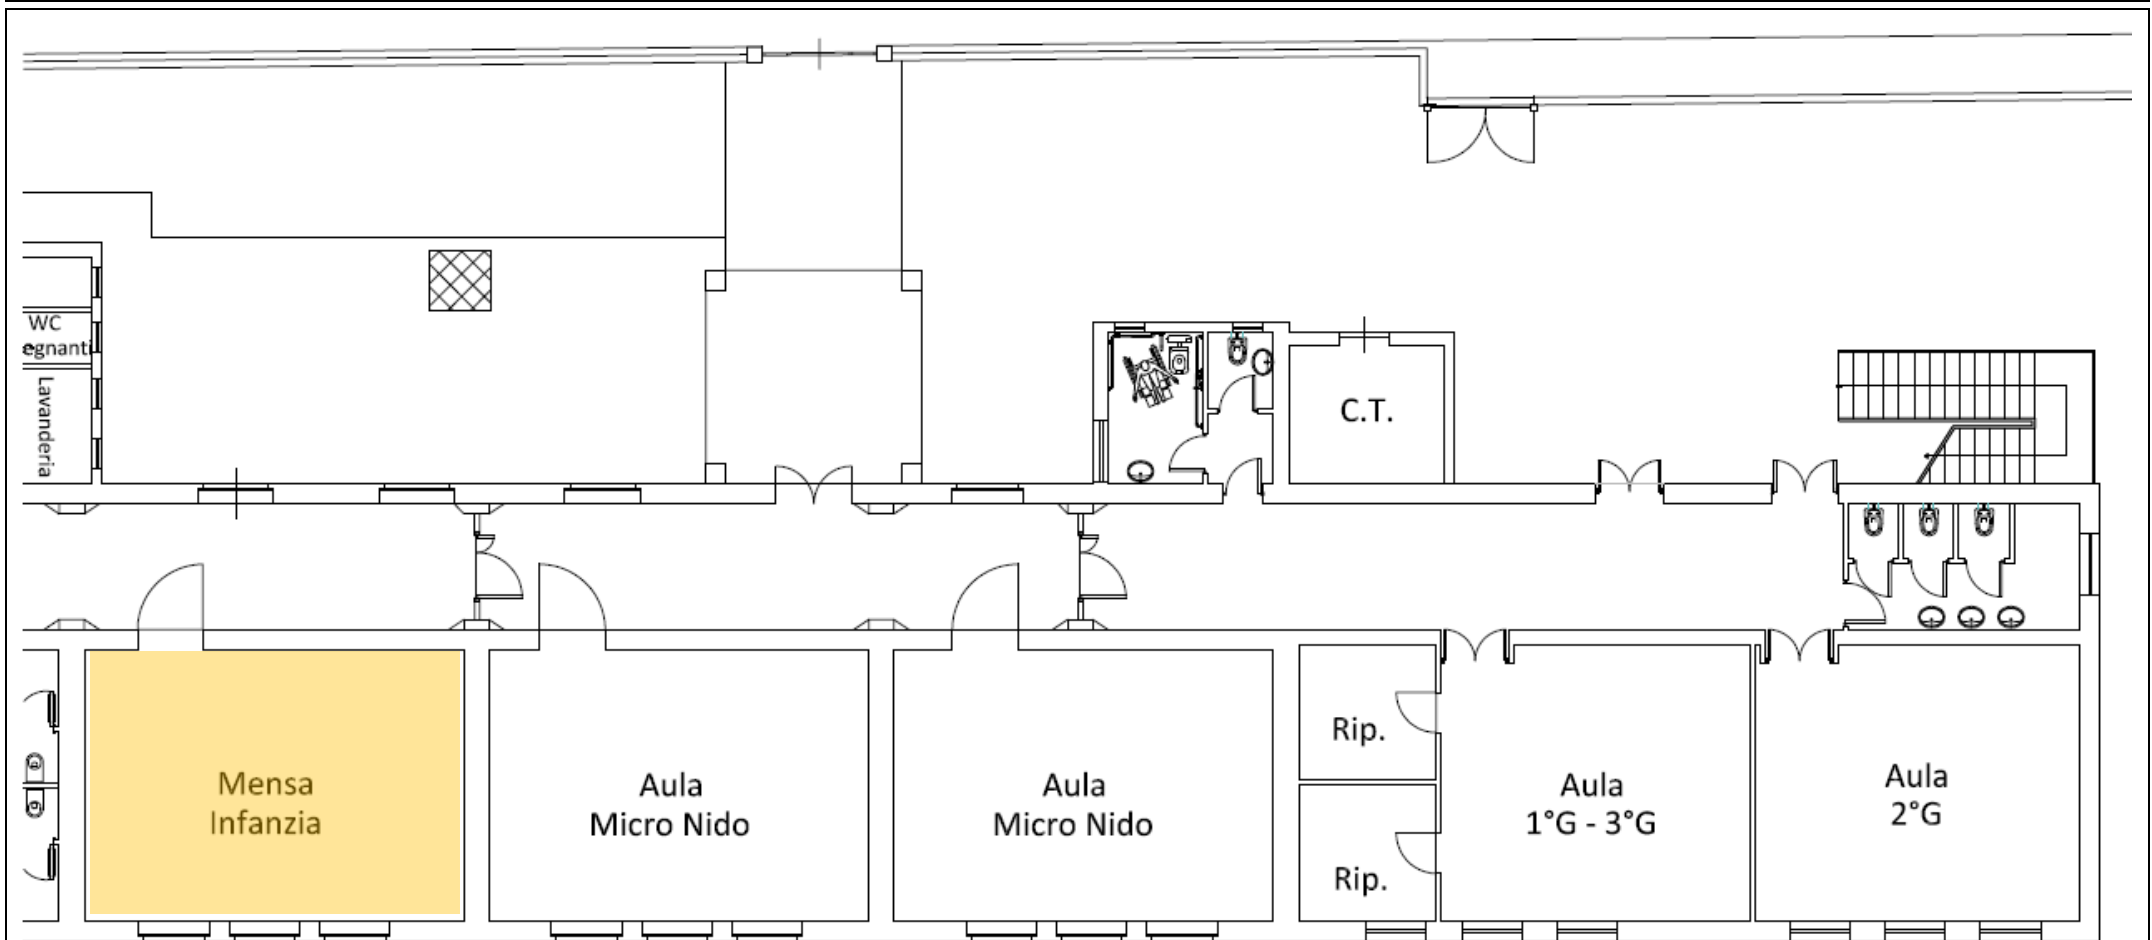 WC
egnanti
Lavanderia
C.T.
Mensa
Infanzia
Aula
Micro Nido
Aula
Micro Nido
Rip.
Rip.
Aula
1°G - 3°G
Aula
2°G